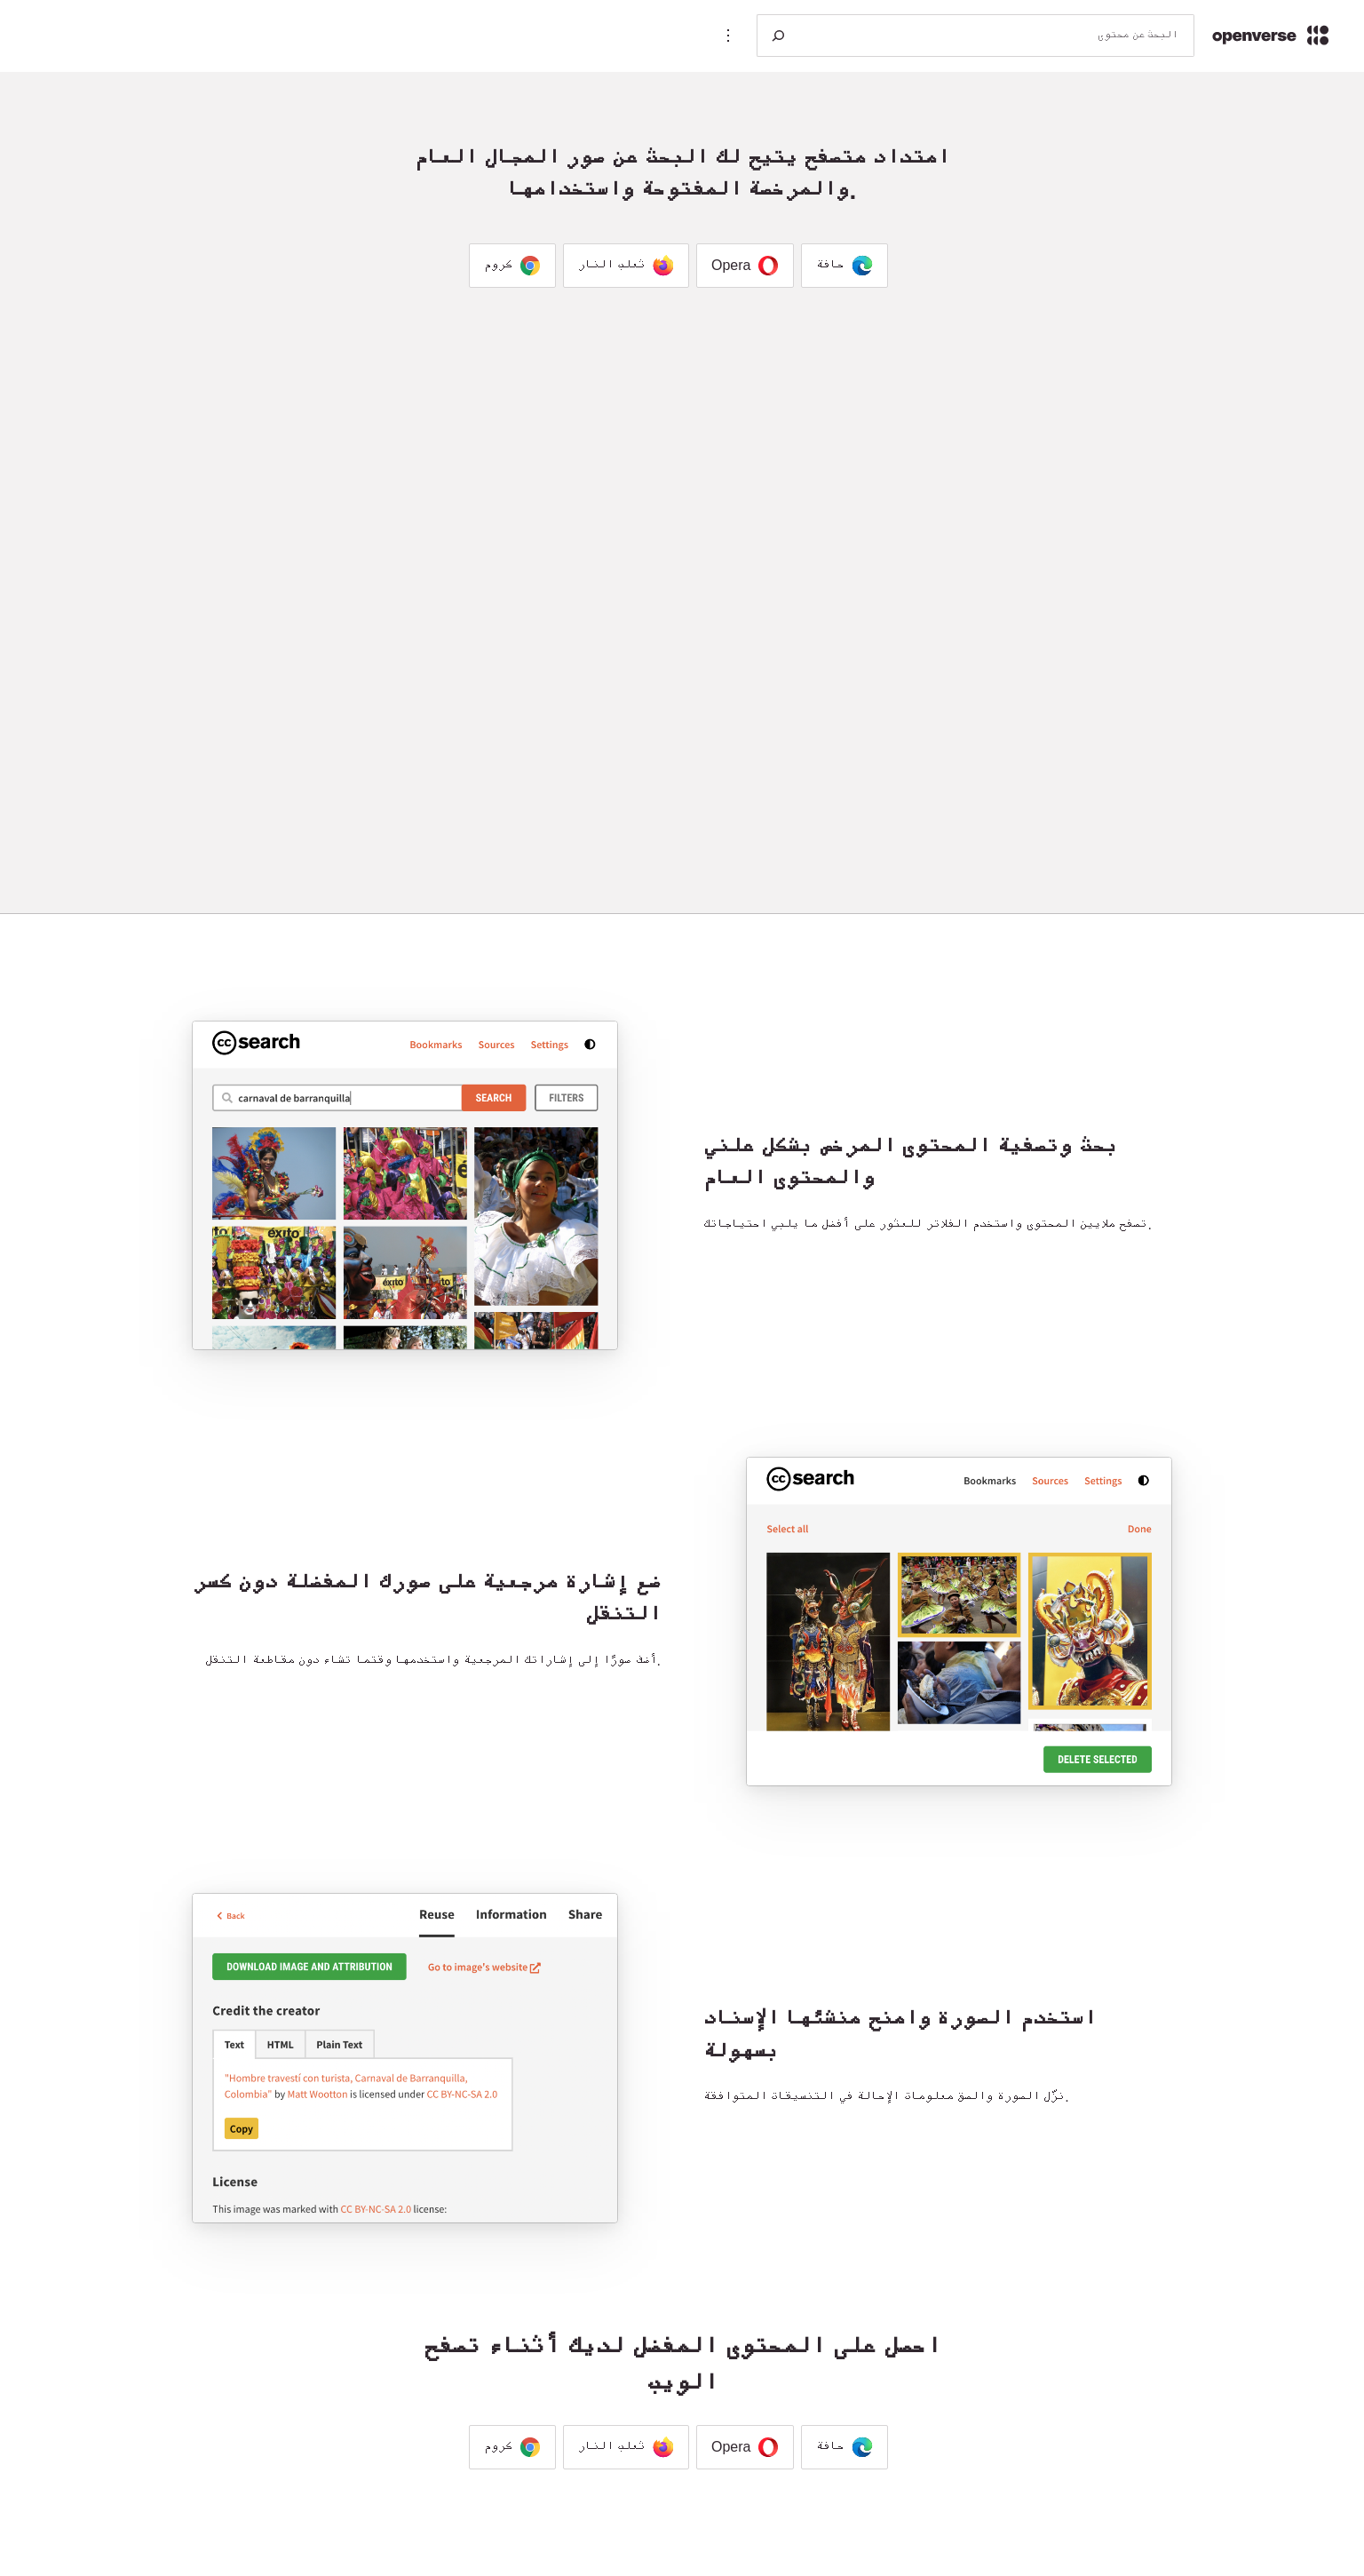 openverse
البحث عن محتوى
امتداد متصفح يتيح لك البحث عن صور المجال العام
والمرخصة المفتوحة واستخدامها.
حافة
Opera
ثعلب النار
كروم
بحث وتصفية المحتوى المرخص بشكل علني
والمحتوى العام
تصفح ملايين المحتوى واستخدم الفلاتر للعثور على أفضل ما يلبي احتياجاتك.
cc search
Bookmarks Sources Settings
carnaval de barranquilla
SEARCH
FILTERS
éxito
éxito
cc search
Bookmarks Sources Settings
Select all
Done
DELETE SELECTED
ضع إشارة مرجعية على صورك المفضلة دون كسر
التنقل
أضف صورًا إلى إشاراتك المرجعية واستخدمها وقتما تشاء دون مقاطعة التنقل.
استخدم الصورة وامنح منشئها الإسناد
بسهولة
نزّل الصورة والصق معلومات الإحالة في التنسيقات المتوافقة.
Back
Reuse Information Share
DOWNLOAD IMAGE AND ATTRIBUTION
Go to image's website
Credit the creator
Text HTML Plain Text
"Hombre travestí con turista, Carnaval de Barranquilla,
Colombia" by Matt Wootton is licensed under CC BY-NC-SA 2.0
Copy
License
This image was marked with CC BY-NC-SA 2.0 license:
احصل على المحتوى المفضل لديك أثناء تصفح
الويب
حافة
Opera
ثعلب النار
كروم